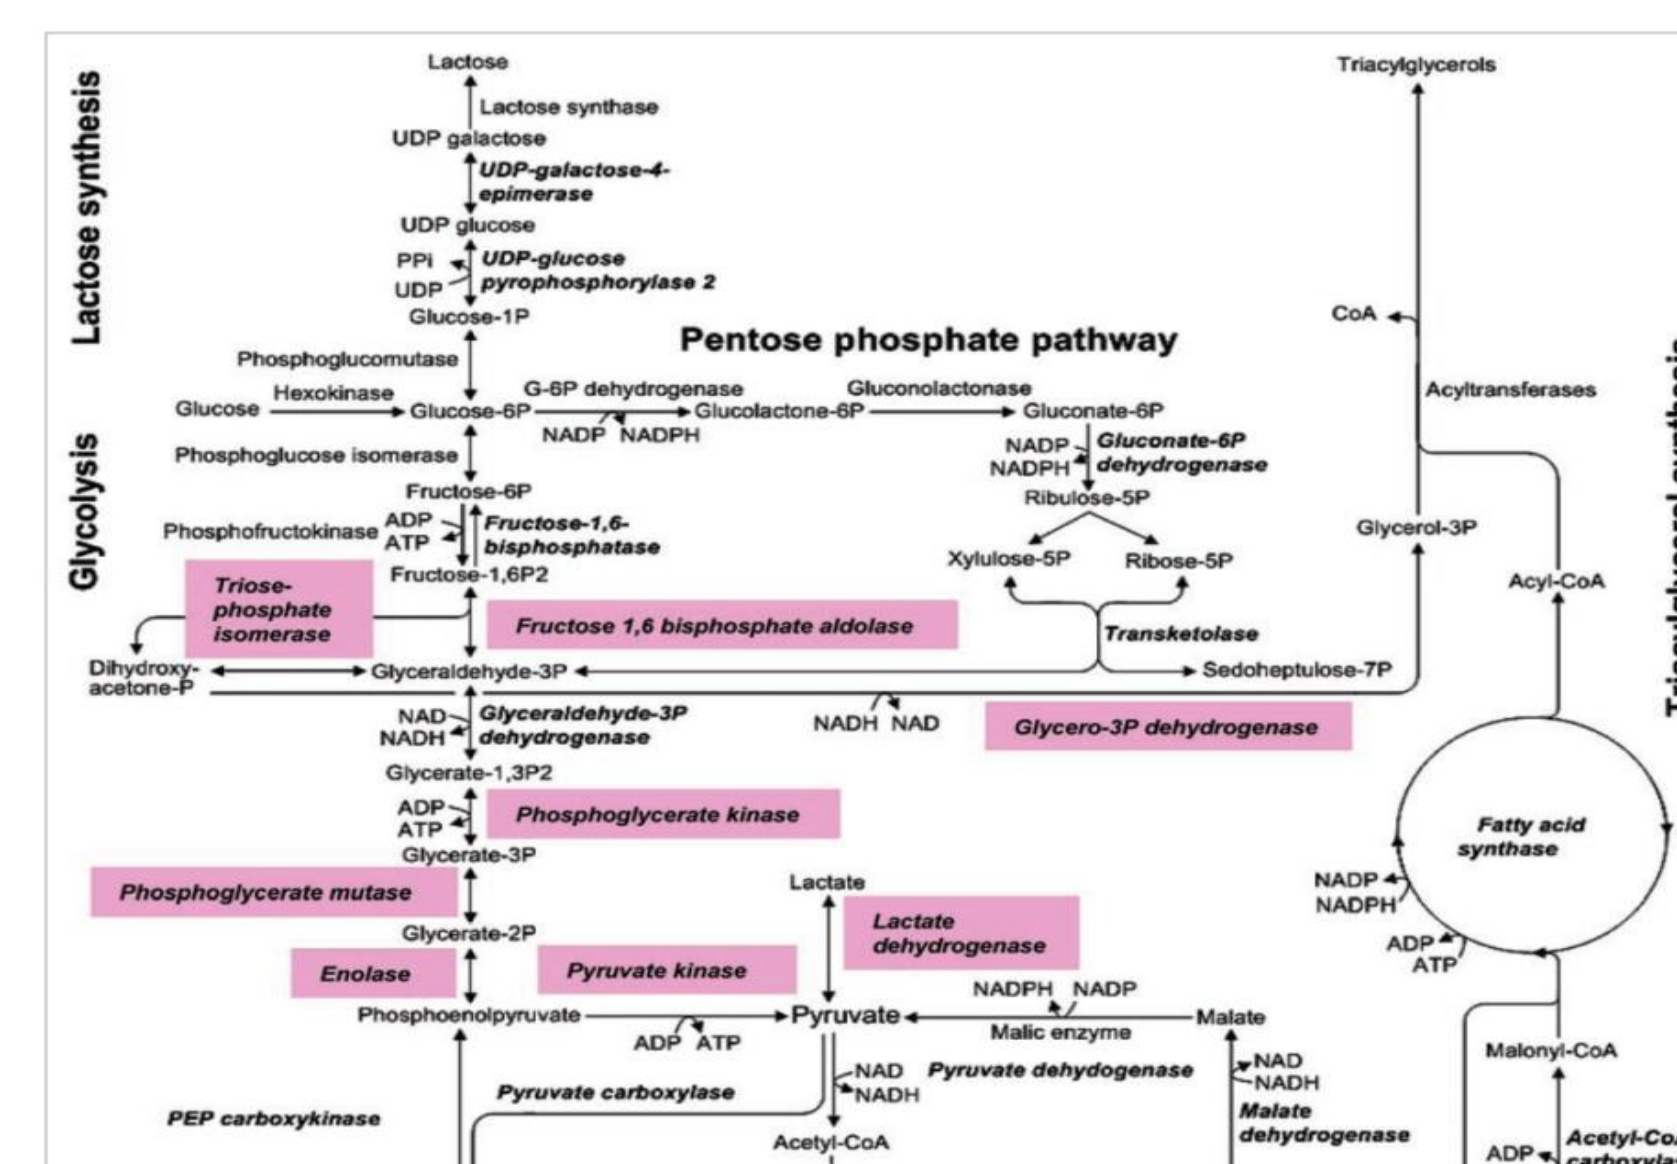 Lactose synthesis
Glycolysis
Lactose
Lactose synthase
UDP galactose
UDP-galactose-4-
epimerase
UDP glucose
PPi
UDP
UDP-glucose
pyrophosphorylase 2
Glucose-1P
Phosphoglucomutase
Pentose phosphate pathway
Glucose
Hexokinase
Glucose-6P
G-6P dehydrogenase
NADP NADPH
Glucolactone-6P
Gluconolactonase
Gluconate-6P
NADP
NADPH
Gluconate-6P
dehydrogenase
Ribulose-5P
Xylulose-5P
Ribose-5P
Transketolase
Sedoheptulose-7P
Phosphoglucose isomerase
Fructose-6P
Phosphofructokinase
ADP
ATP
Fructose-1,6-
bisphosphatase
Fructose-1,6P2
Triose-
phosphate
isomerase
Fructose 1,6 bisphosphate aldolase
Dihydroxy-
acetone-P
Glyceraldehyde-3P
NAD
NADH
Glyceraldehyde-3P
dehydrogenase
NADH NAD
Glycero-3P dehydrogenase
Glycerate-1,3P2
ADP
ATP
Phosphoglycerate kinase
Glycerate-3P
Phosphoglycerate mutase
Glycerate-2P
Enolase
Pyruvate kinase
Phosphoenolpyruvate
ADP ATP
Lactate
Lactate
dehydrogenase
Pyruvate
NADPH NADP
Malic enzyme
Malate
NAD
NADH
Pyruvate dehydogenase
Pyruvate carboxylase
PEP carboxykinase
Acetyl-CoA
NAD
NADH
Malate
dehydrogenase
Triacylglycerols
CoA
Acyltransferases
Glycerol-3P
Acyl-CoA
Fatty acid
synthase
NADP
NADPH
ADP
ATP
Malonyl-CoA
ADP
Acetyl-Co